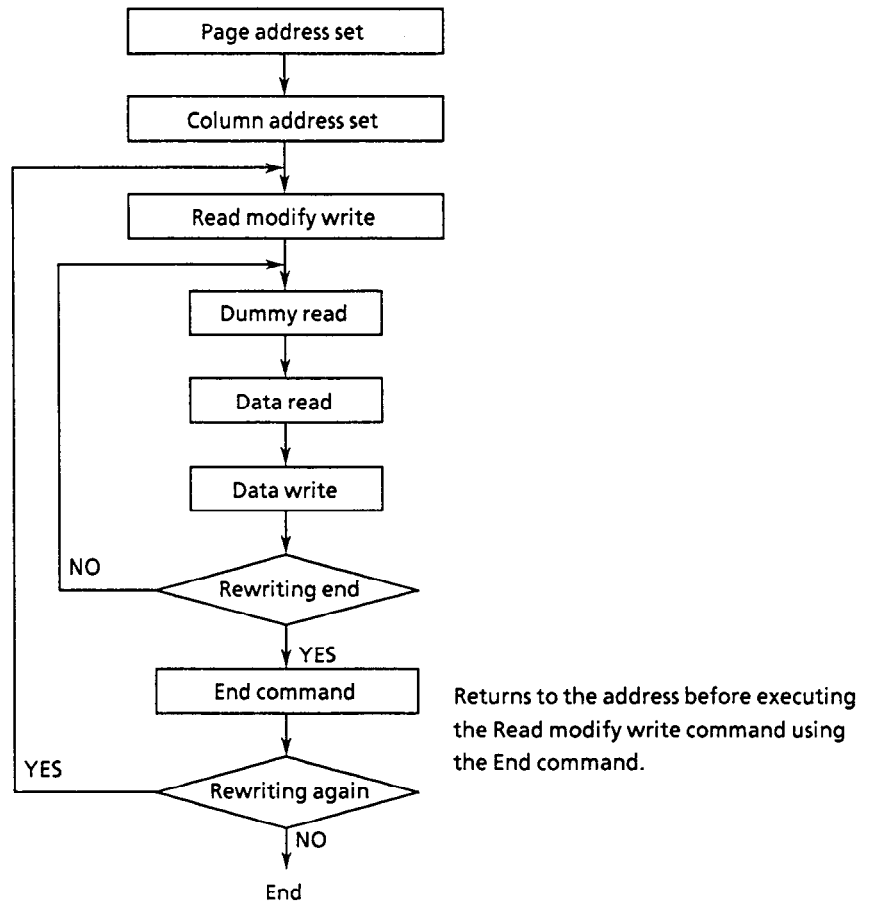 Page address set
Column address set
Read modify write
Dummy read
Data read
Data write
NO
Rewriting end
YES
End command
Returns to the address before executing
the Read modify write command using
the End command.
YES
Rewriting again
NO
End